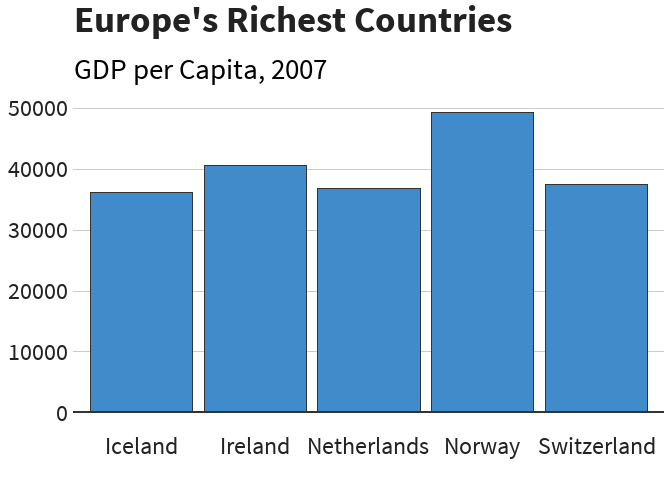 Europe's Richest Countries
GDP per Capita, 2007
50000
40000
30000
20000
10000
0
Iceland Ireland Netherlands Norway Switzerland